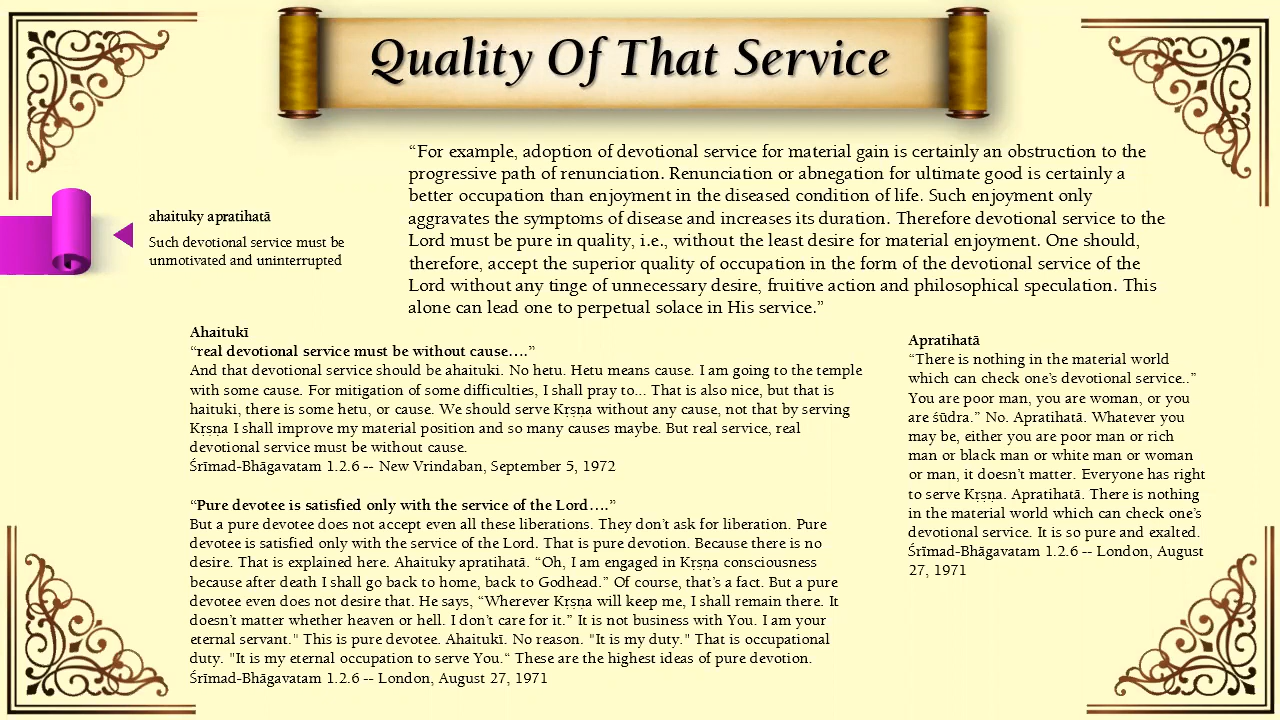 Quality Of That Service
“For example, adoption of devotional service for material gain is certainly an obstruction to the
progressive path of renunciation. Renunciation or abnegation for ultimate good is certainly a
better occupation than enjoyment in the diseased condition of life. Such enjoyment only
aggravates the symptoms of disease and increases its duration. Therefore devotional service to the
Lord must be pure in quality, i.e., without the least desire for material enjoyment. One should,
therefore, accept the superior quality of occupation in the form of the devotional service of the
Lord without any tinge of unnecessary desire, fruitive action and philosophical speculation. This
alone can lead one to perpetual solace in His service.”
ahaituky apratihatā
Such devotional service must be
unmotivated and uninterrupted
Ahaitukī
“real devotional service must be without cause….”
And that devotional service should be ahaituki. No hetu. Hetu means cause. I am going to the temple
with some cause. For mitigation of some difficulties, I shall pray to... That is also nice, but that is
haituki, there is some hetu, or cause. We should serve Kṛṣṇa without any cause, not that by serving
Kṛṣṇa I shall improve my material position and so many causes maybe. But real service, real
devotional service must be without cause.
Śrīmad-Bhāgavatam 1.2.6 -- New Vrindaban, September 5, 1972
“Pure devotee is satisfied only with the service of the Lord….”
But a pure devotee does not accept even all these liberations. They don’t ask for liberation. Pure
devotee is satisfied only with the service of the Lord. That is pure devotion. Because there is no
desire. That is explained here. Ahaituky apratihatā. “Oh, I am engaged in Kṛṣṇa consciousness
because after death I shall go back to home, back to Godhead.” Of course, that’s a fact. But a pure
devotee even does not desire that. He says, “Wherever Kṛṣṇa will keep me, I shall remain there. It
doesn’t matter whether heaven or hell. I don’t care for it.” It is not business with You. I am your
eternal servant." This is pure devotee. Ahaitukī. No reason. "It is my duty." That is occupational
duty. "It is my eternal occupation to serve You.“ These are the highest ideas of pure devotion.
Śrīmad-Bhāgavatam 1.2.6 -- London, August 27, 1971
Apratihatā
“There is nothing in the material world
which can check one’s devotional service..”
You are poor man, you are woman, or you
are śūdra.” No. Apratihatā. Whatever you
may be, either you are poor man or rich
man or black man or white man or woman
or man, it doesn’t matter. Everyone has right
to serve Kṛṣṇa. Apratihatā. There is nothing
in the material world which can check one’s
devotional service. It is so pure and exalted.
Śrīmad-Bhāgavatam 1.2.6 -- London, August
27, 1971